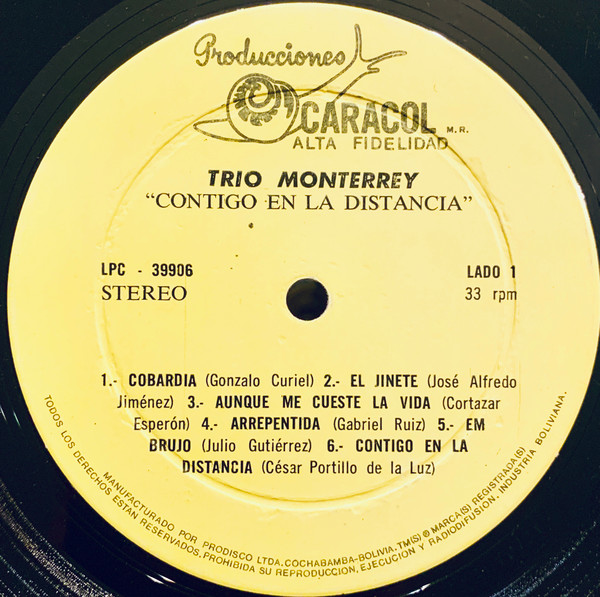 Producciones
CARACOL M.R.
ALTA FIDELIDAD
TRIO MONTERREY
"CONTIGO EN LA DISTANCIA"
LPC - 39906
LADO 1
STEREO
33 rpm
1.- COBARDIA (Gonzalo Curiel) 2.- EL JINETE (José Alfredo
Jiménez) 3.- AUNQUE ME CUESTE LA VIDA (Cortazar
Esperón) 4.- ARREPENTIDA (Gabriel Ruiz) 5.- EM
BRUJO (Julio Gutiérrez) 6.- CONTIGO EN LA
DISTANCIA (César Portillo de la Luz)
MANUFACTURADO POR PRODISCO LTDA.COCHABAMBA-BOLIVIA.TM(S) ® MARCA(S) REGISTRADA(S)
TODOS LOS DERECHOS ESTAN RESERVADOS, PROHIBIDA SU REPRODUCCION, EJECUCION Y RADIODIFUSION. INDUSTRIA BOLIVIANA.